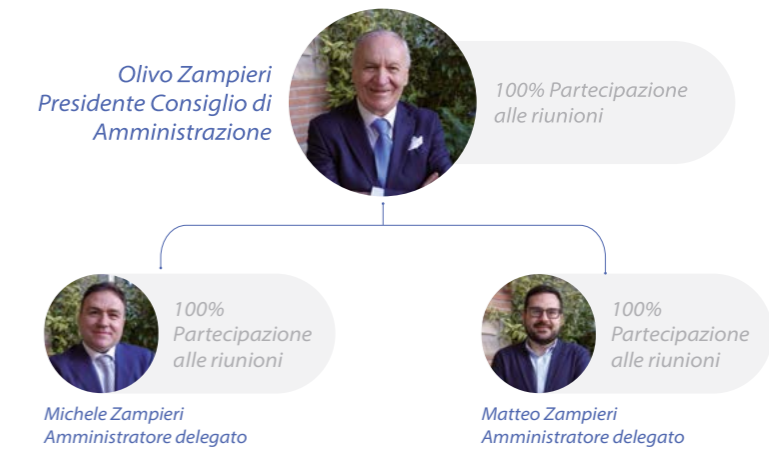 Olivo Zampieri
Presidente Consiglio di
Amministrazione
100% Partecipazione
alle riunioni
100%
Partecipazione
alle riunioni
Michele Zampieri
Amministratore delegato
100%
Partecipazione
alle riunioni
Matteo Zampieri
Amministratore delegato